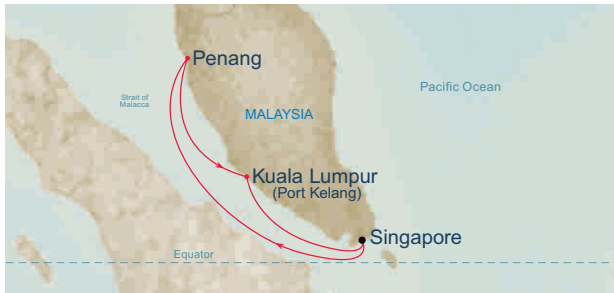 Penang
Strait of
Malacca
Pacific Ocean
MALAYSIA
Kuala Lumpur
(Port Kelang)
Singapore
Equator